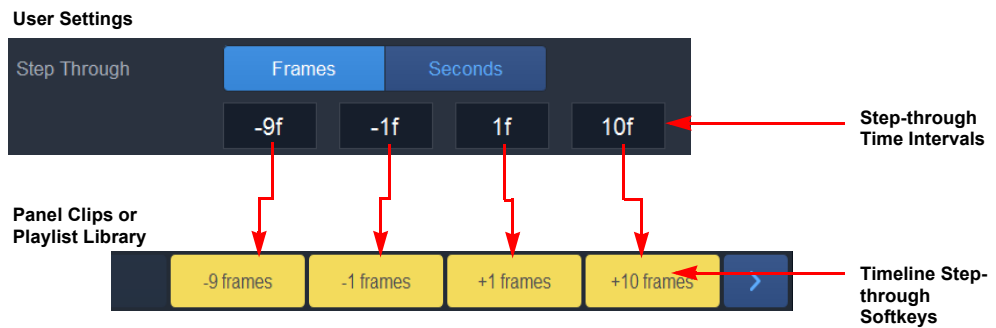 User Settings
Step Through
Frames
Seconds
-9f
-1f
1f
10f
Step-through
Time Intervals
Panel Clips or
Playlist Library
-9 frames
-1 frames
+1 frames
+10 frames
Timeline Step-
through
Softkeys